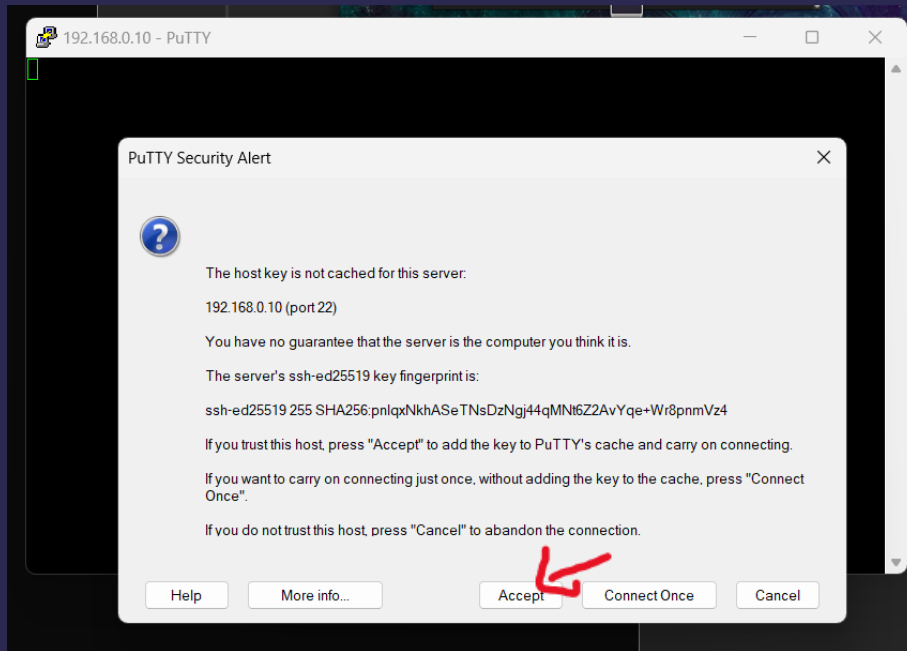 192.168.0.10 - PuTTY
PuTTY Security Alert
The host key is not cached for this server:
192.168.0.10 (port 22)
You have no guarantee that the server is the computer you think it is.
The server's ssh-ed25519 key fingerprint is:
ssh-ed25519 255 SHA256:pnlqxNkhASeTNsDzNgj44qMNt6Z2AvYqe+Wr8pnmVz4
If you trust this host, press "Accept" to add the key to PuTTY's cache and carry on connecting.
If you want to carry on connecting just once, without adding the key to the cache, press "Connect
Once".
If you do not trust this host, press "Cancel" to abandon the connection.
Help More info... Accept Connect Once Cancel